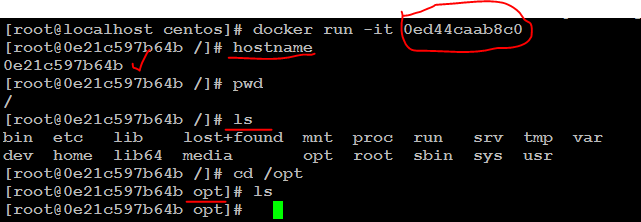 [root@localhost centos]# docker run -it 0ed44caab8c0
[root@0e21c597b64b /]# hostname
0e21c597b64b
[root@0e21c597b64b /]# pwd
/
[root@0e21c597b64b /]# ls
bin etc lib lost+found mnt proc run srv tmp var
dev home lib64 media opt root sbin sys usr
[root@0e21c597b64b /]# cd /opt
[root@0e21c597b64b opt]# ls
[root@0e21c597b64b opt]#